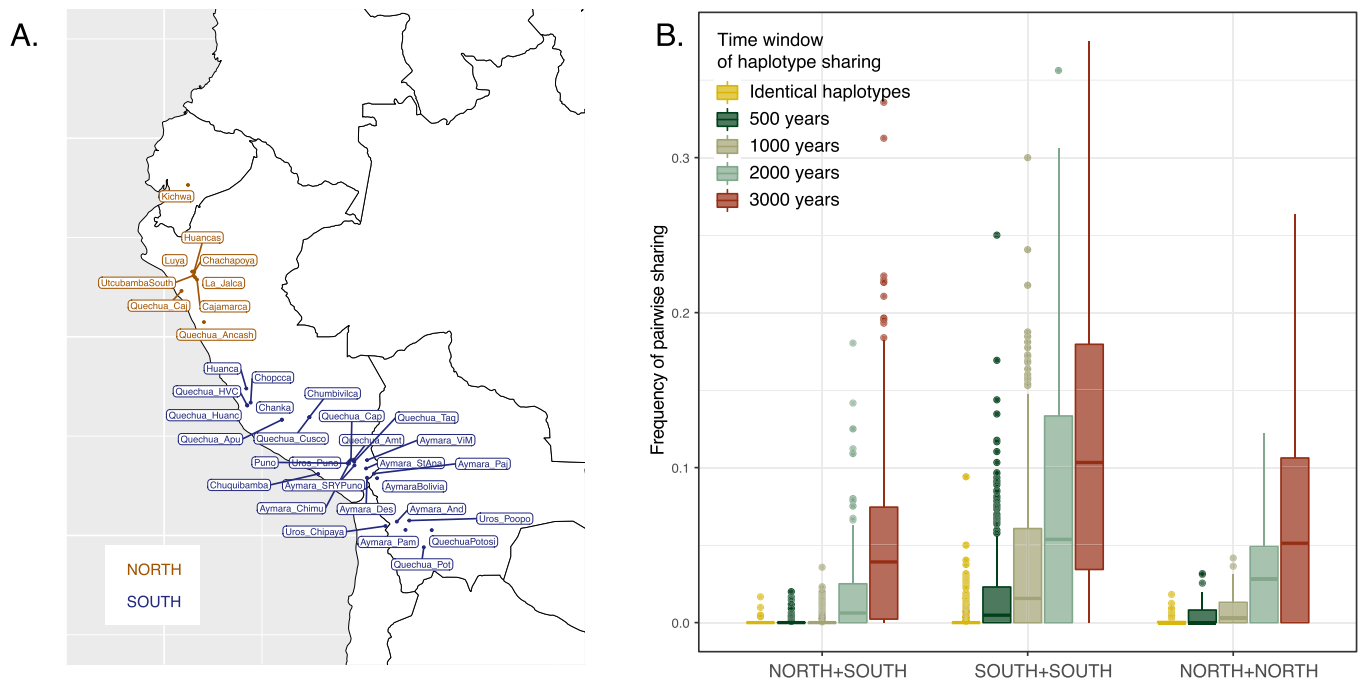 A.
Kichwa
Huancas
Luya
Chachapoya
UtcubambaSouth
La_Jalca
Quechua_Caj
Cajamarca
Quechua_Ancash
Huanca
Chopcca
Quechua_HVC
Chumbivilca
Chanka
Quechua_Huanc
Quechua_Cap
Quechua_Taq
Quechua_Apu
Quechua_Cusco
Quechua_Amt
Aymara_ViM
Puno
Uros_Puno
Aymara_StAna
Aymara_Paj
Chuquibamba
Aymara_SRYPuno
AymaraBolivia
Aymara_Chimu
Aymara_Des
Aymara_And
Uros_Poopo
Uros_Chipaya
Aymara_Pam
QuechuaPotosi
Quechua_Pot
NORTH
SOUTH
B.
Time window
of haplotype sharing
Identical haplotypes
500 years
1000 years
2000 years
3000 years
Frequency of pairwise sharing
0.3
0.2
0.1
0.0
NORTH+SOUTH
SOUTH+SOUTH
NORTH+NORTH